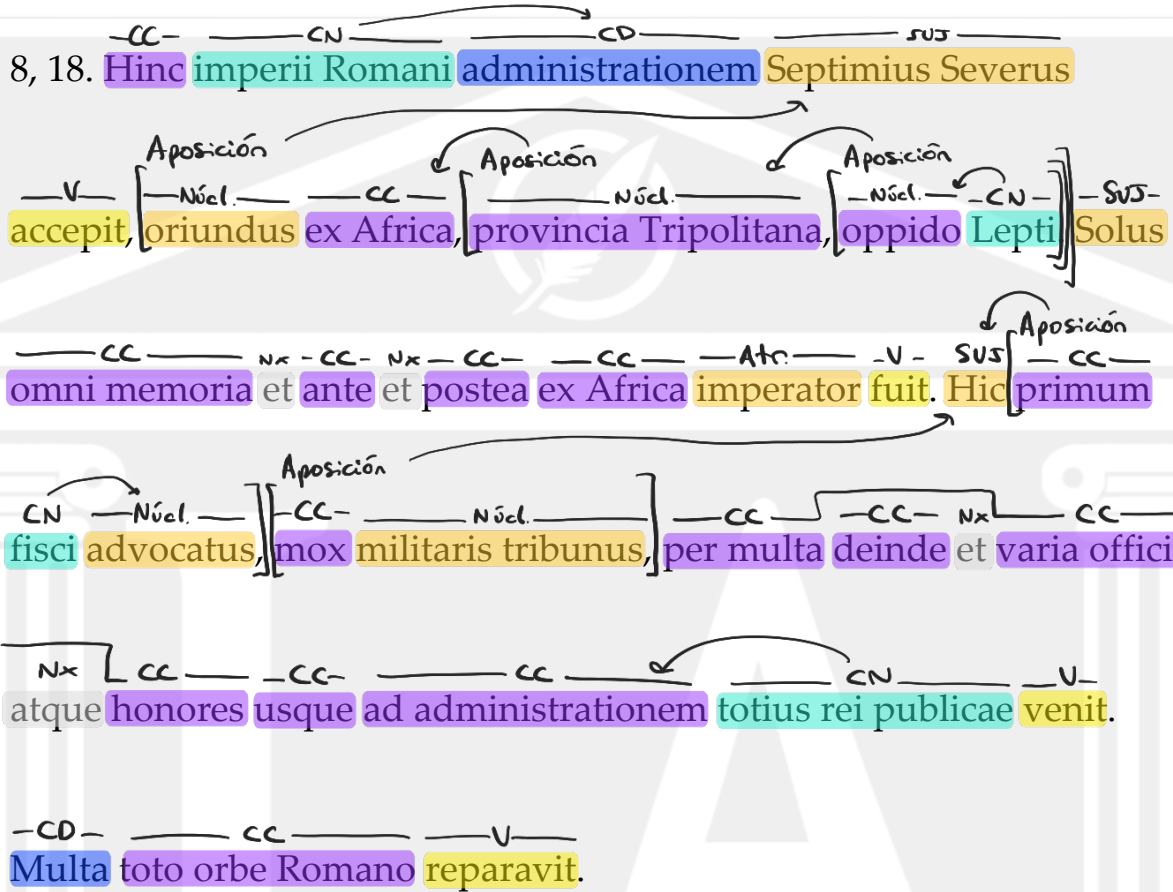 CC CN CD SUJ
8, 18. Hinc imperii Romani administrationem Septimius Severus
Aposición Aposición Aposición
V Núcl. CC Núcl. Núcl. CN SUJ
accepit, [oriundus ex Africa, [provincia Tripolitana, [oppido Lepti]]] Solus
Aposición
CC Nx CC Nx CC CC Atr. V SUJ CC
omni memoria et ante et postea ex Africa imperator fuit. Hic [primum
Aposición
CN Núcl. CC Núcl. CC CC Nx CC
fisci advocatus,] [mox militaris tribunus,] per multa deinde et varia offici
Nx CC CC CC CN V
atque honores usque ad administrationem totius rei publicae venit.
CD CC V
Multa toto orbe Romano reparavit.